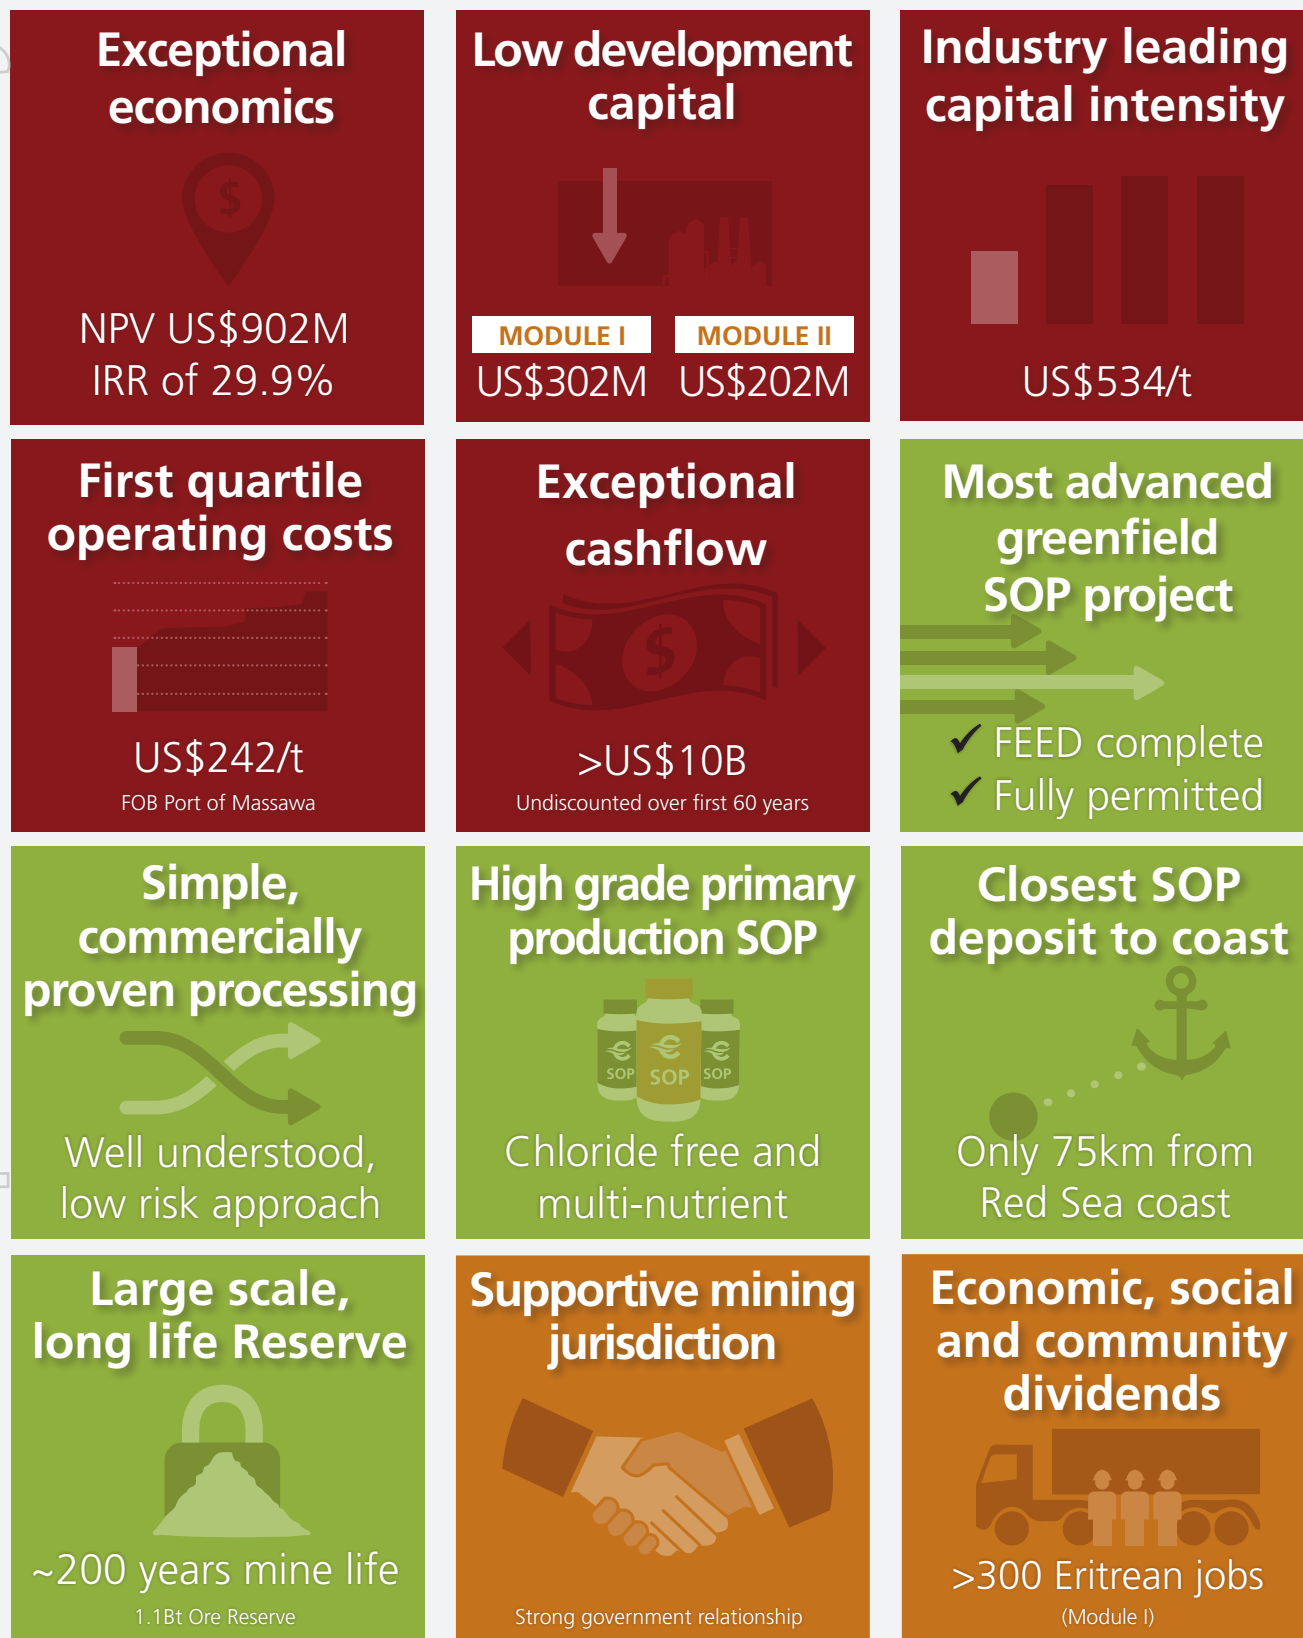 Exceptional
economics
$
NPV US$902M
IRR of 29.9%
Low development
capital
MODULE I
US$302M
MODULE II
US$202M
Industry leading
capital intensity
US$534/t
First quartile
operating costs
US$242/t
FOB Port of Massawa
Exceptional
cashflow
$
>US$10B
Undiscounted over first 60 years
Most advanced
greenfield
SOP project
✓ FEED complete
✓ Fully permitted
Simple,
commercially
proven processing
Well understood,
low risk approach
High grade primary
production SOP
SOP
SOP
SOP
Chloride free and
multi-nutrient
Closest SOP
deposit to coast
Only 75km from
Red Sea coast
Large scale,
long life Reserve
~200 years mine life
1.1Bt Ore Reserve
Supportive mining
jurisdiction
Strong government relationship
Economic, social
and community
dividends
>300 Eritrean jobs
(Module I)